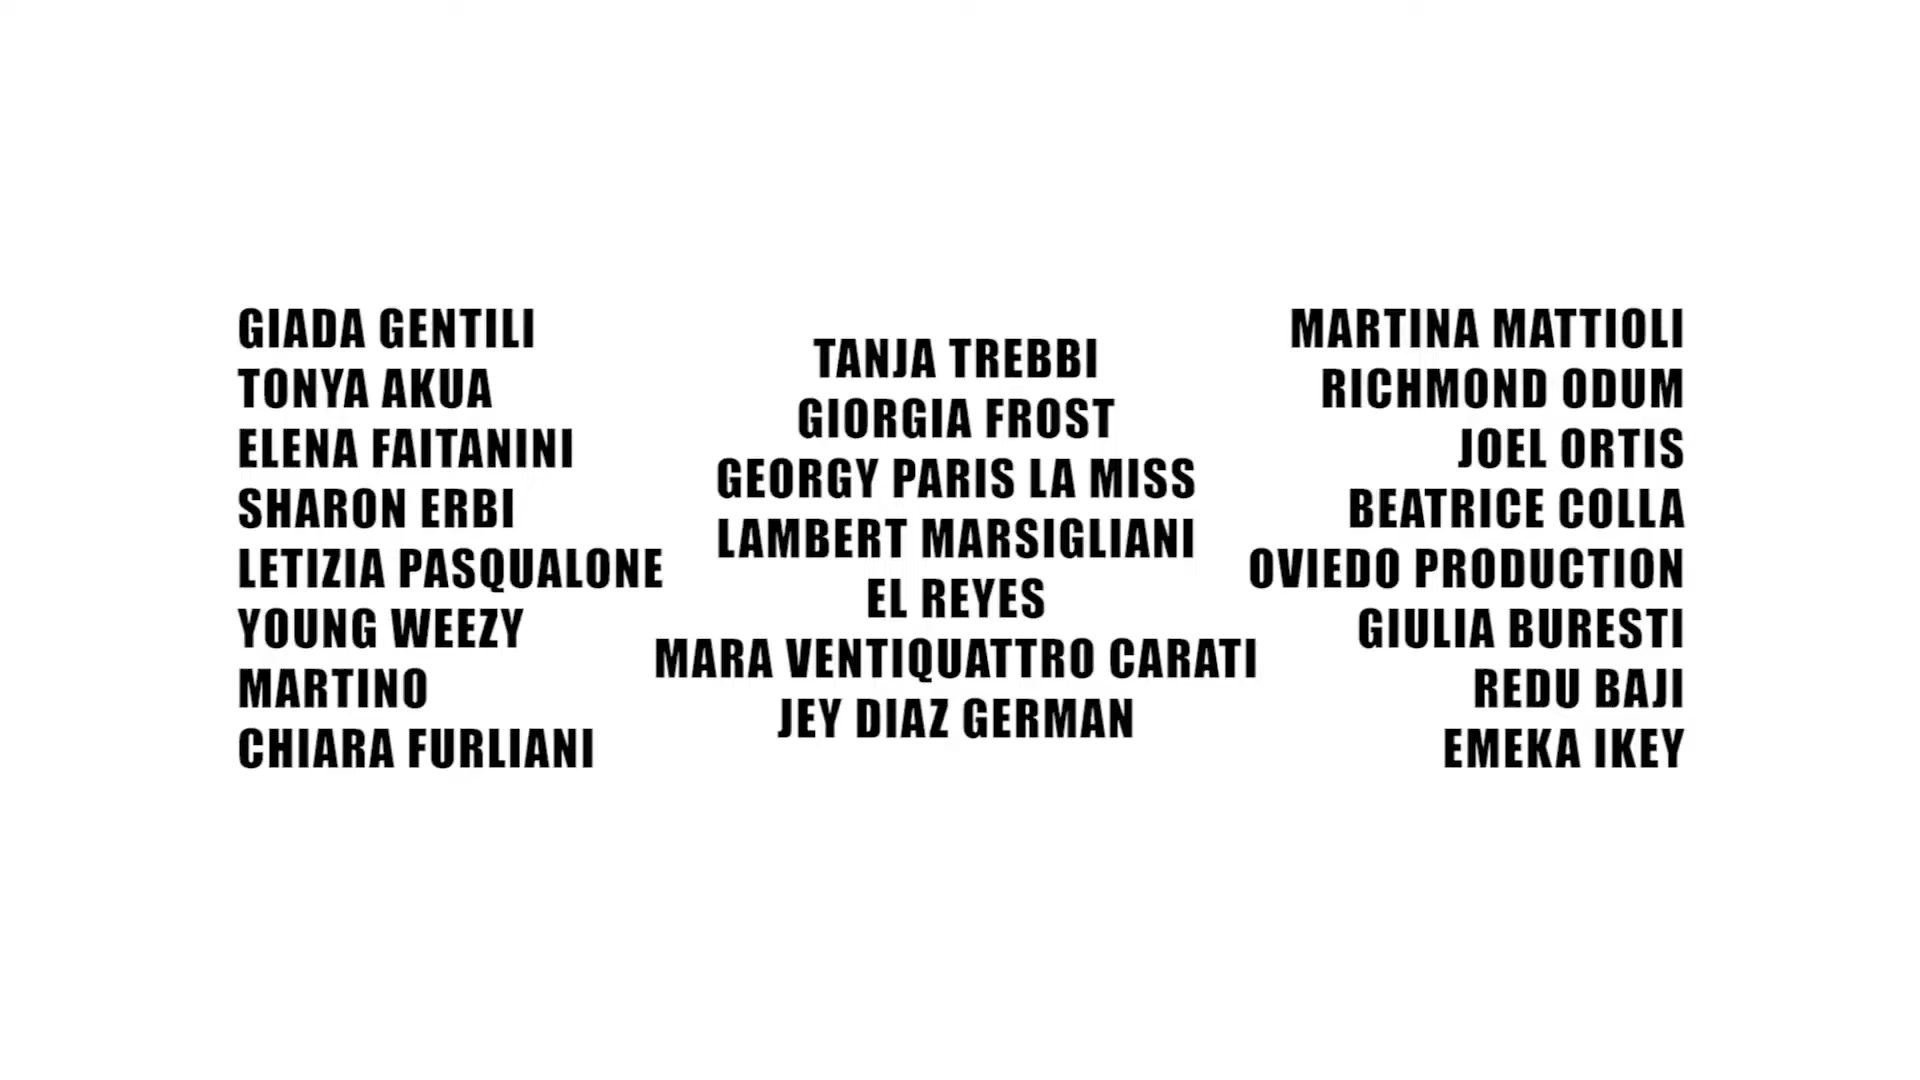 GIADA GENTILI
TONYA AKUA
ELENA FAITANINI
SHARON ERBI
LETIZIA PASQUALONE
YOUNG WEEZY
MARTINO
CHIARA FURLIANI
TANJA TREBBI
GIORGIA FROST
GEORGY PARIS LA MISS
LAMBERT MARSIGLIANI
EL REYES
MARA VENTIQUATTRO CARATI
JEY DIAZ GERMAN
MARTINA MATTIOLI
RICHMOND ODUM
JOEL ORTIS
BEATRICE COLLA
OVIEDO PRODUCTION
GIULIA BURESTI
REDU BAJI
EMEKA IKEY